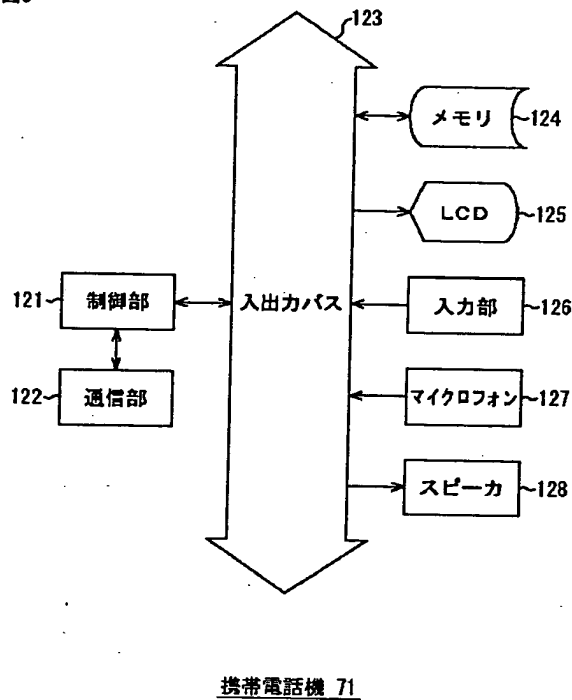 123
メモリ 124
LCD 125
121 制御部 入出力バス 入力部 126
122 通信部 マイクロフォン 127
スピーカ 128
携帯電話機 71